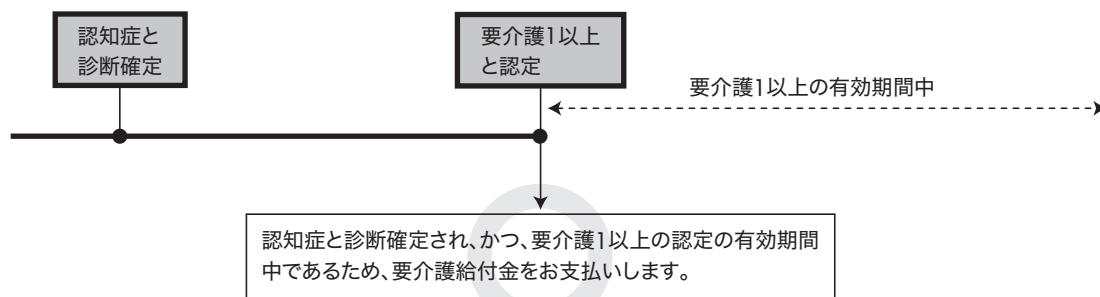 認知症と
診断確定
要介護1以上
と認定
要介護1以上の有効期間中
認知症と診断確定され、かつ、要介護1以上の認定の有効期間
中であるため、要介護給付金をお支払いします。